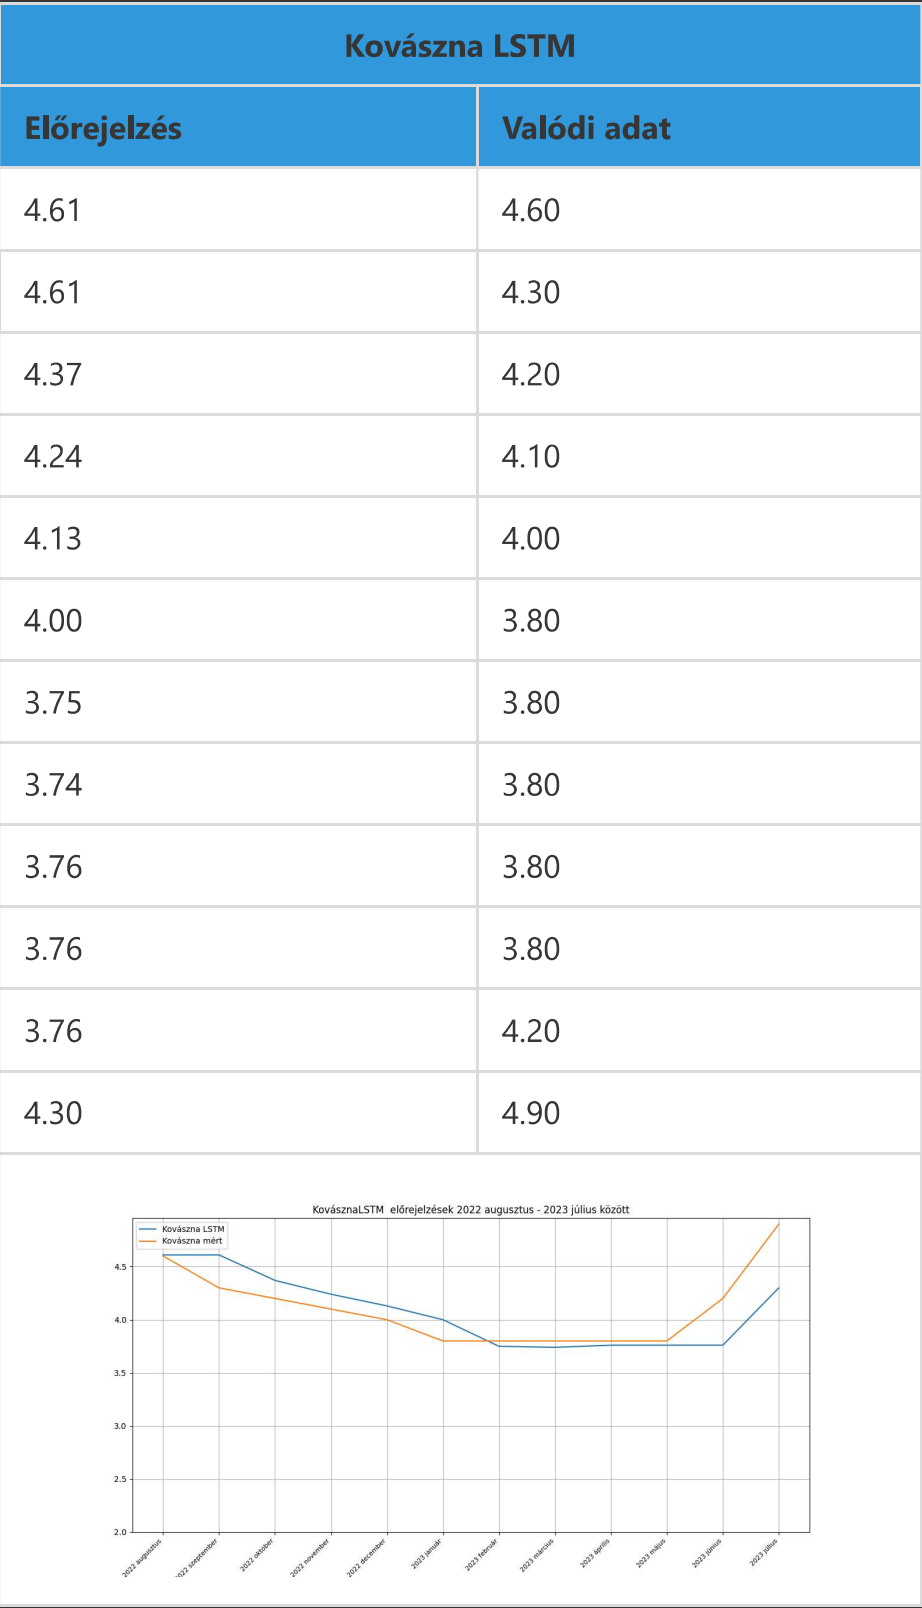 Kovászna LSTM
Előrejelzés Valódi adat
4.61 4.60
4.61 4.30
4.37 4.20
4.24 4.10
4.13 4.00
4.00 3.80
3.75 3.80
3.74 3.80
3.76 3.80
3.76 3.80
3.76 4.20
4.30 4.90
KovásznaLSTM előrejelzések 2022 augusztus - 2023 július között
Kovászna LSTM
Kovászna mért
4.5
4.0
3.5
3.0
2.5
2.0
2022 augusztus
022 szeptember
2022 október
2022 november
2022 december
2023 január
2023 február
2023 március
2023 április
2023 május
2023 június
2023 július